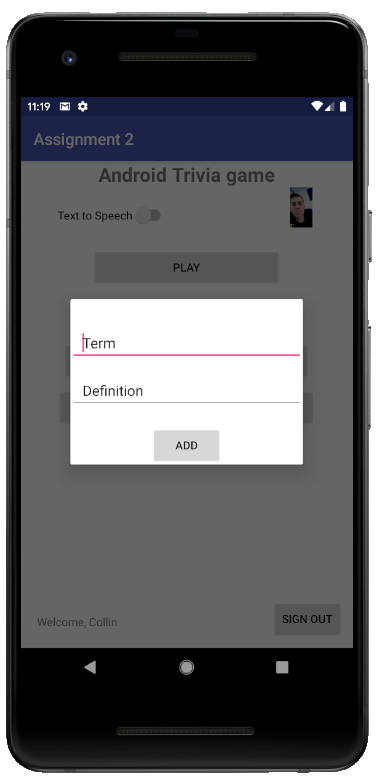 11:19
Assignment 2
Android Trivia game
Text to Speech
PLAY
Term
Definition
ADD
Welcome, Collin
SIGN OUT